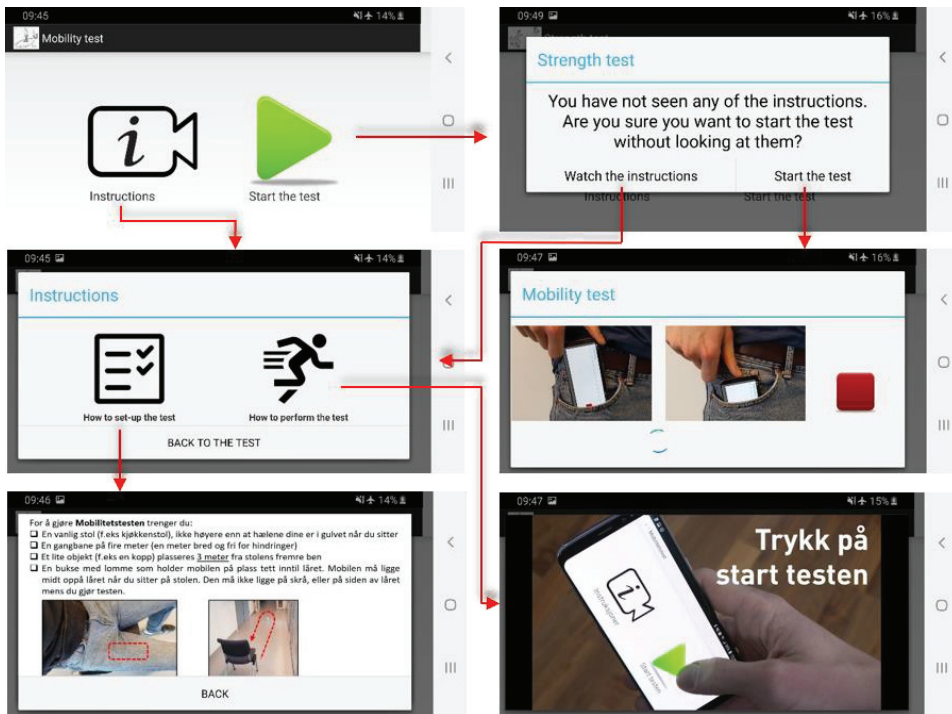 09:45
14%
Mobility test
Instructions
Start the test
09:49
16%
Strength test
You have not seen any of the instructions.
Are you sure you want to start the test
without looking at them?
Watch the instructions
Start the test
Instructions
Start the test
09:45
14%
Instructions
How to set-up the test
How to perform the test
BACK TO THE TEST
09:47
16%
Mobility test
09:46
14%
For å gjøre Mobilitetstesten trenger du:
En vanlig stol (f.eks kjøkkenstol), ikke høyere enn at hælene dine er i gulvet når du sitter
En gangbane på fire meter (en meter bred og fri for hindringer)
Et lite objekt (f.eks en kopp) plasseres 3 meter fra stolens fremre ben
En bukse med lomme som holder mobilen på plass tett inntil låret. Mobilen må ligge
midt oppå låret når du sitter på stolen. Den må ikke ligge på skrå, eller på siden av låret
mens du gjør testen.
BACK
09:47
15%
Trykk på
start testen
Instruksjoner
Start testen